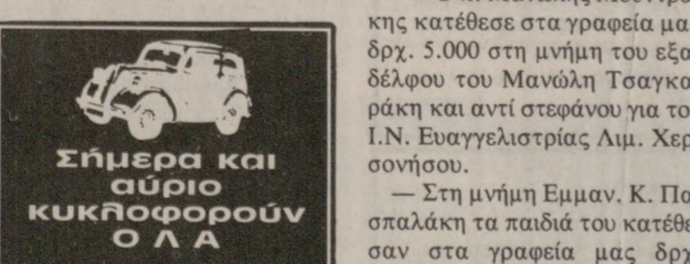 Σήμερα και
αύριο
κυκλοφορούν
ΟΛΑ
κης κατέθεσε στα γραφεία μα
δρχ. 5.000 στη μνήμη του εξα
δέλφου του Μανώλη Τσαγκα
ράκη και αντί στεφάνου για το
Ι.Ν. Ευαγγελιστρίας Λιμ. Χερ
σονήσου.
— Στη μνήμη Εμμαν. Κ. Πα
σπαλάκη τα παιδιά του κατέθε
σαν στα γραφεία μας δρχ